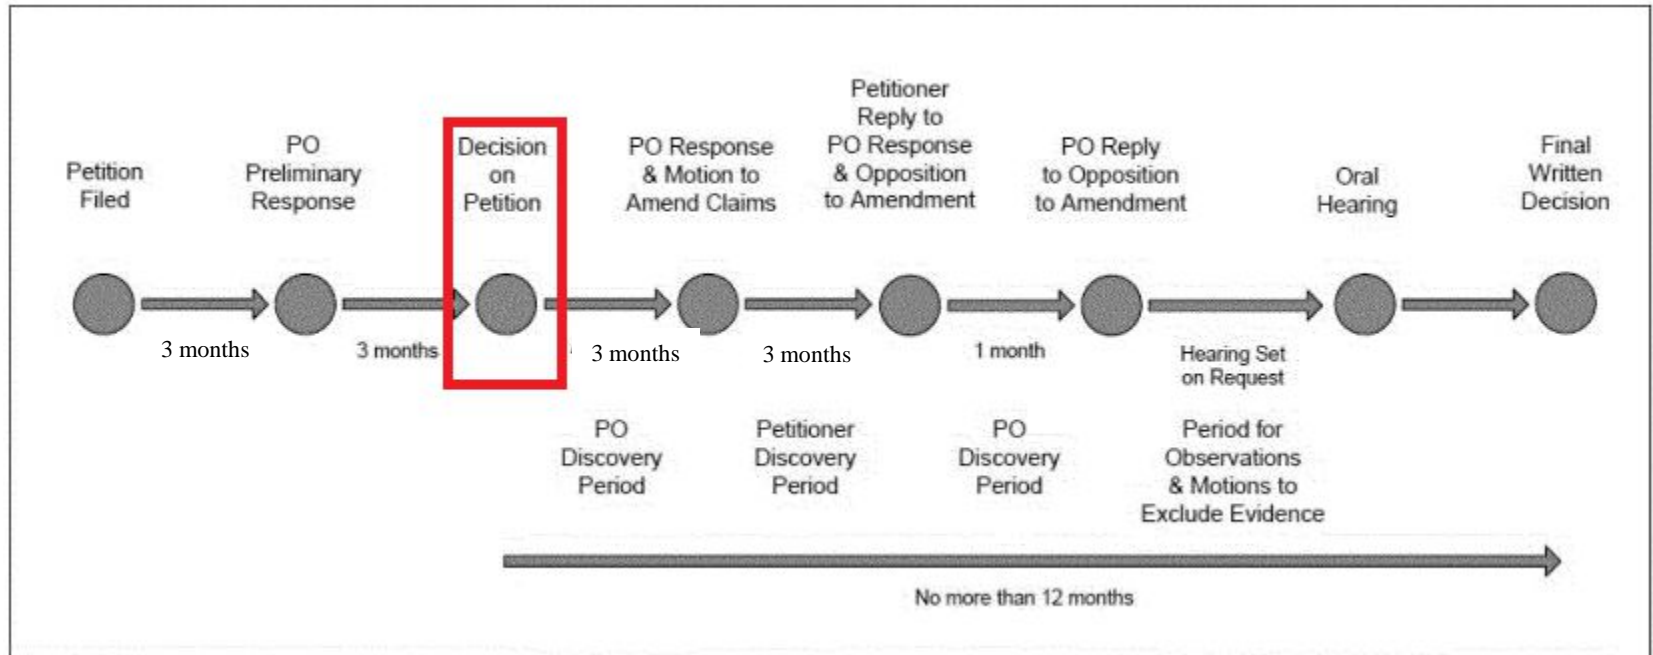 Petition
Filed
PO
Preliminary
Response
Decision
on
Petition
PO Response
& Motion to
Amend Claims
Petitioner
Reply to
PO Response
& Opposition
to Amendment
PO Reply
to Opposition
to Amendment
Oral
Hearing
Final
Written
Decision
3 months
3 months
3 months
3 months
1 month
Hearing Set
on Request
PO
Discovery
Period
Petitioner
Discovery
Period
PO
Discovery
Period
Period for
Observations
& Motions to
Exclude Evidence
No more than 12 months